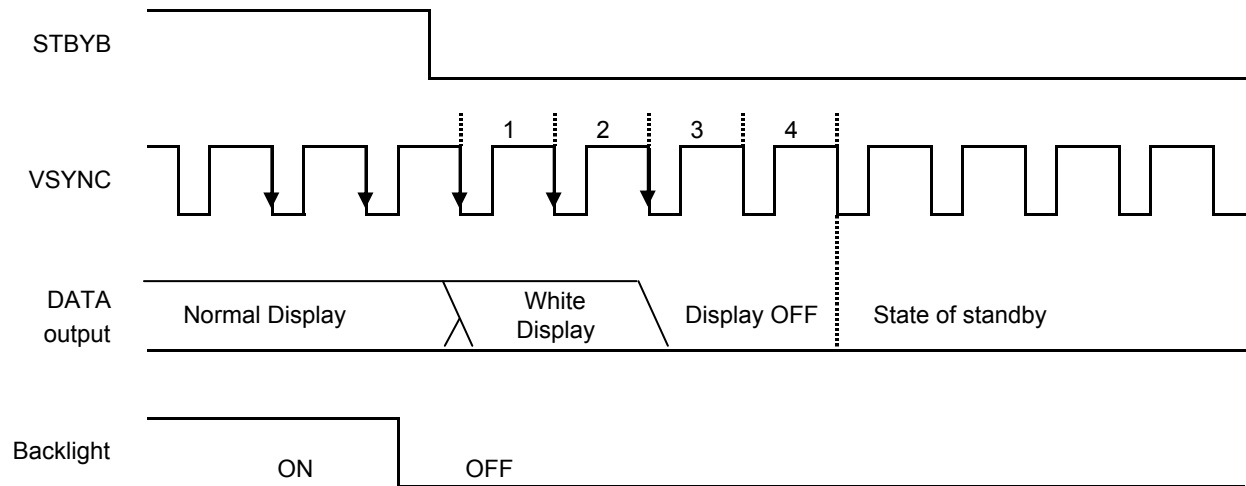 STBYB
1 2 3 4
VSYNC
DATA
output
Normal Display
White
Display
Display OFF
State of standby
Backlight
ON
OFF